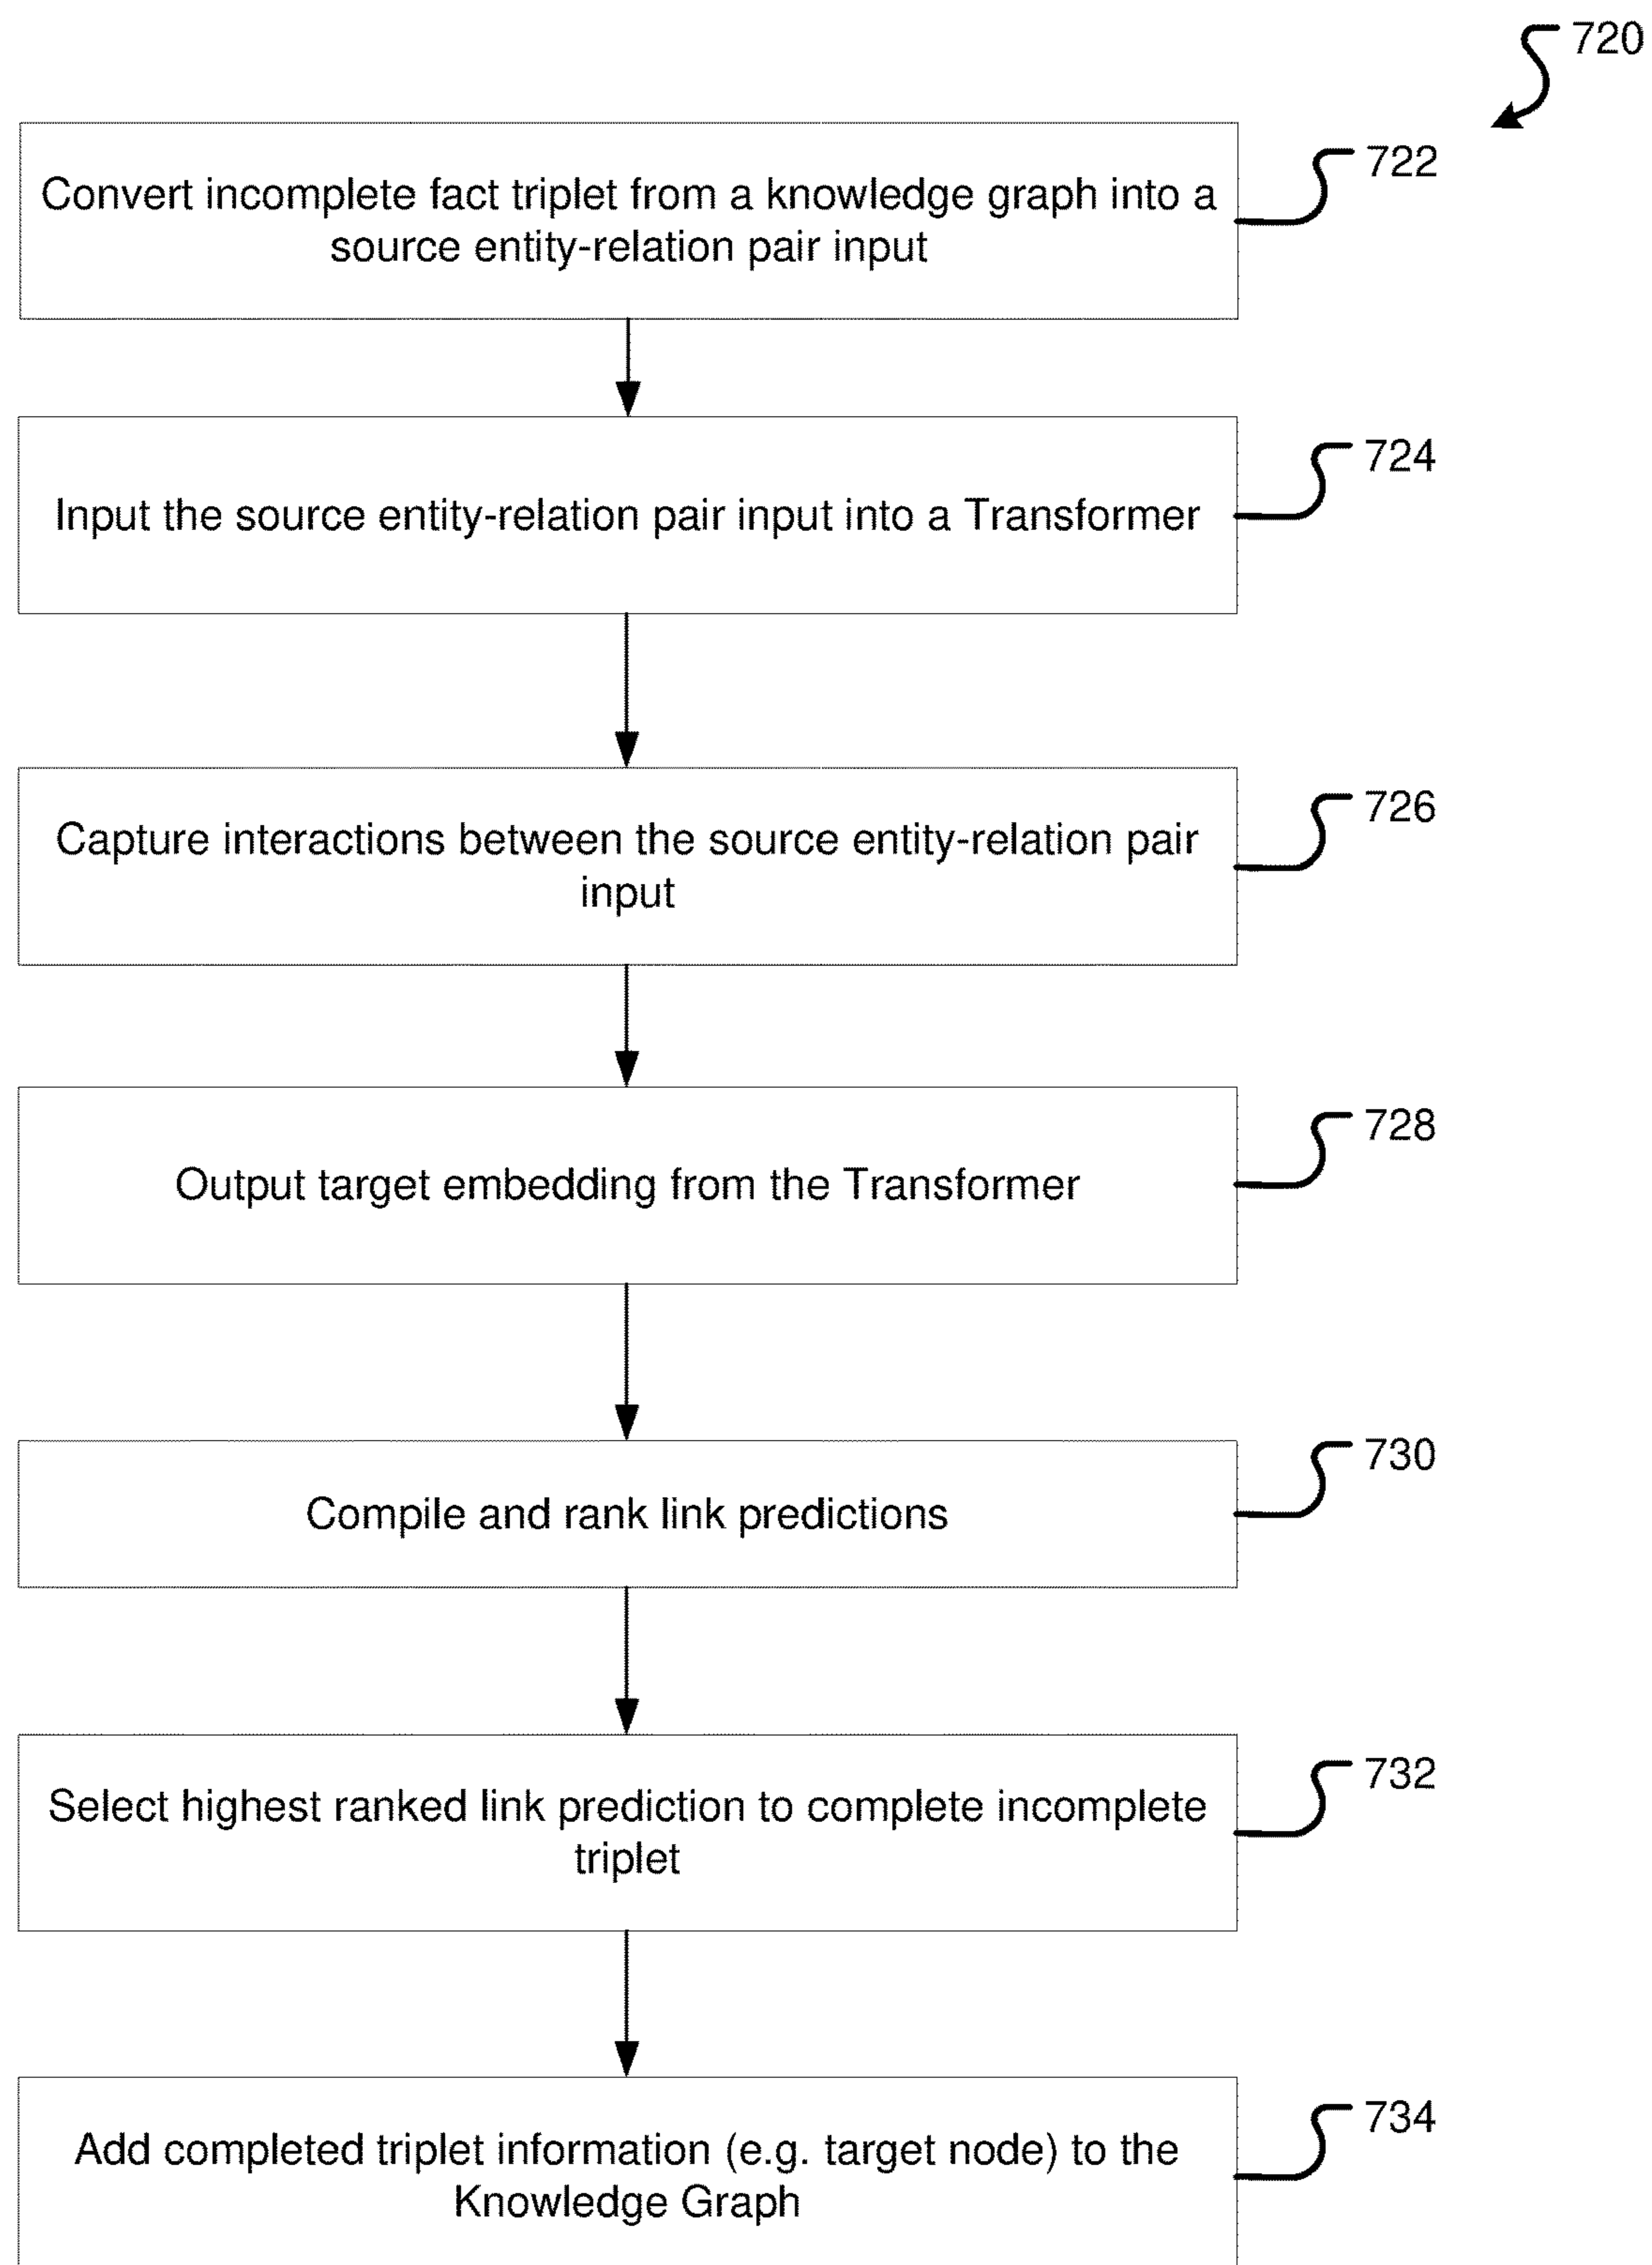 720
Convert incomplete fact triplet from a knowledge graph into a
source entity-relation pair input
722
Input the source entity-relation pair input into a Transformer
724
Capture interactions between the source entity-relation pair
input
726
Output target embedding from the Transformer
728
Compile and rank link predictions
730
Select highest ranked link prediction to complete incomplete
triplet
732
Add completed triplet information (e.g. target node) to the
Knowledge Graph
734